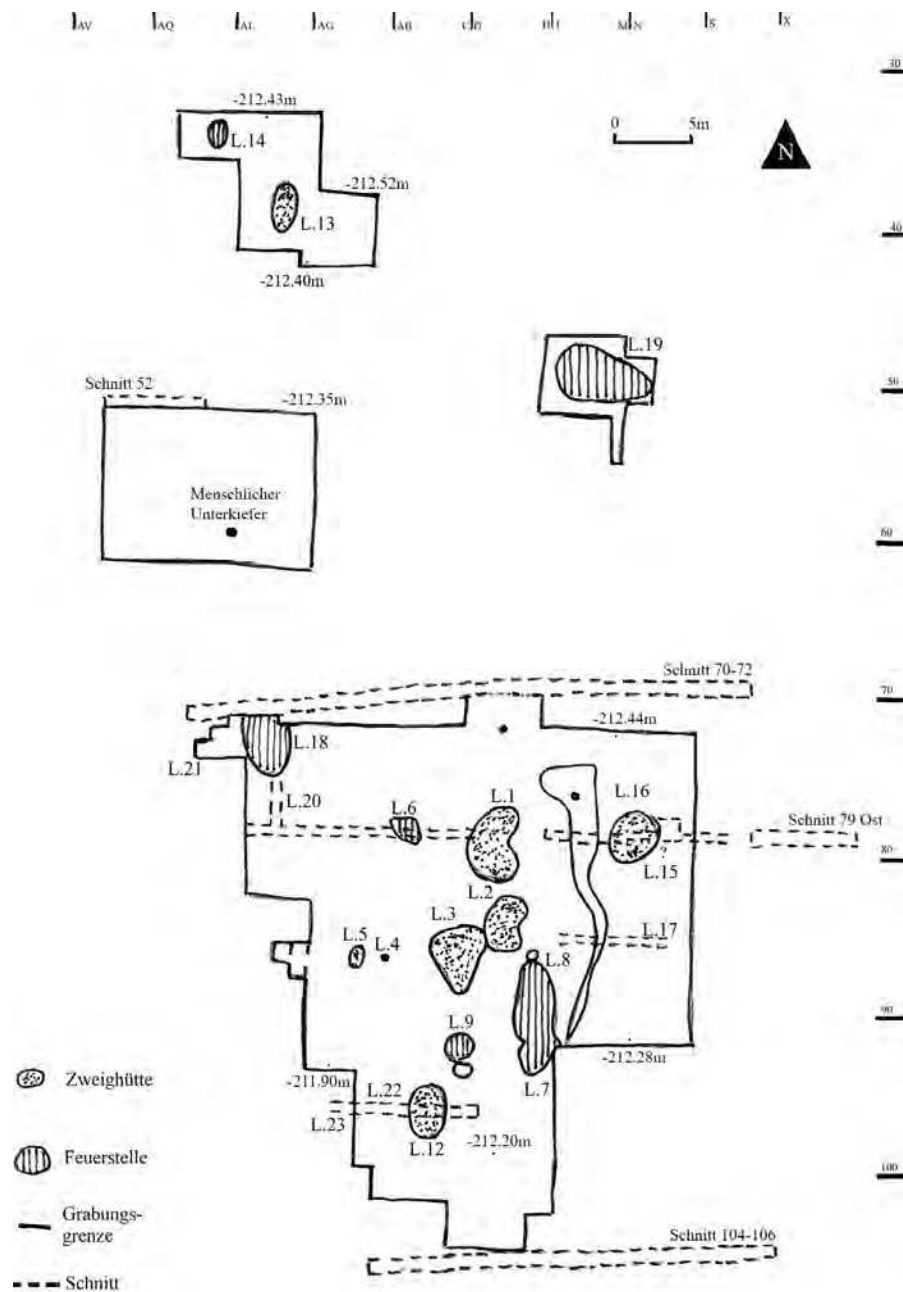 AV AQ AL AG AB HI MN S X
30
-212.43m
0 5m
L.14
N
-212.52m
L.13
40
-212.40m
L.19
Schnitt 52
-212.35m
50
Menschlicher
Unterkiefer
60
Schnitt 70-72
70
-212.44m
L.18
L.21
L.20
L.6
L.1
L.16
Schnitt 79 Ost
?
L.15
80
L.2
L.3
L.5
L.4
L.17
L.8
L.9
90
-212.28m
Zweighütte
-211.90m
L.22
L.7
L.23
L.12
-212.20m
Feuerstelle
100
Grabungs-
grenze
Schnitt 104-106
Schnitt